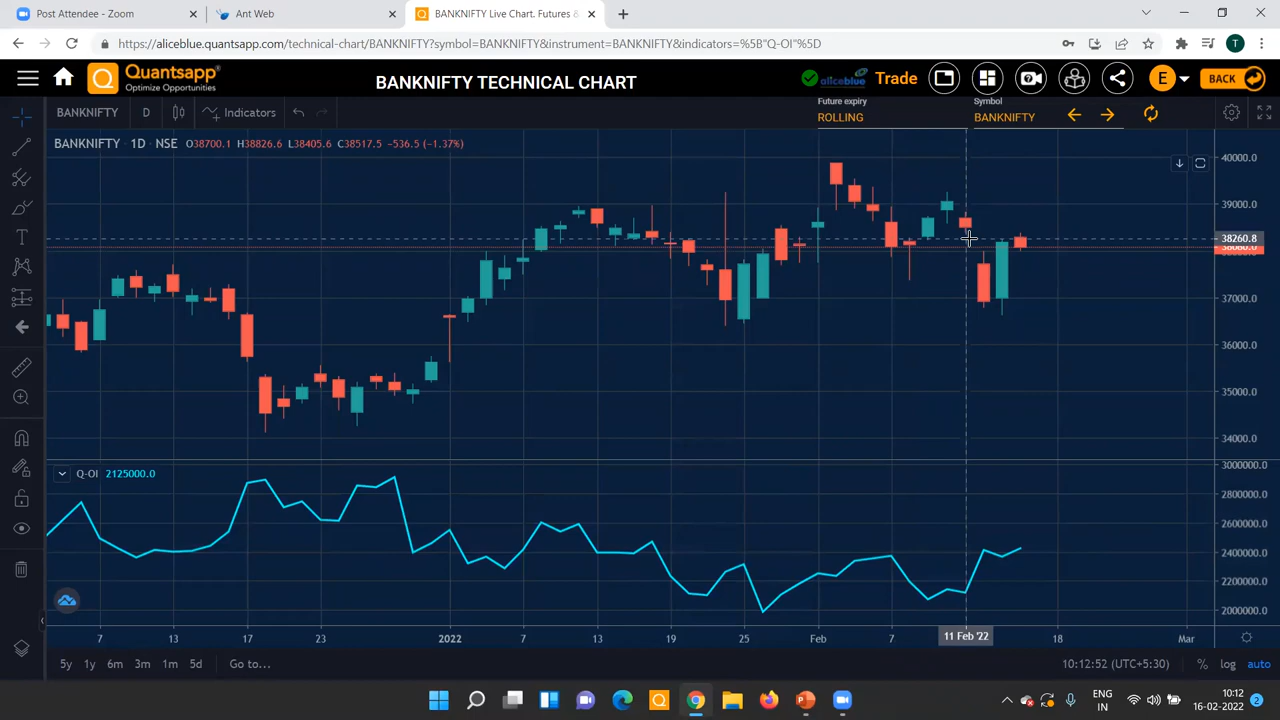 Post Attendee - Zoom
Ant Web
BANKNIFTY Live Chart. Futures &
https://aliceblue.quantsapp.com/technical-chart/BANKNIFTY?symbol=BANKNIFTY&instrument=BANKNIFTY&indicators=%5B"Q-OI"%5D
T
Quantsapp
Optimize Opportunities
BANKNIFTY TECHNICAL CHART
aliceblue
Trade
E
BACK
BANKNIFTY
D
Indicators
Future expiry
ROLLING
Symbol
BANKNIFTY
BANKNIFTY · 1D · NSE O38700.1 H38826.6 L38405.6 C38517.5 -536.5 (-1.37%)
40000.0
39000.0
38260.8
37000.0
36000.0
35000.0
34000.0
Q-OI 2125000.0
3000000.0
2800000.0
2600000.0
2400000.0
2200000.0
2000000.0
7 13 17 23 2022 7 13 19 25 Feb 7 11 Feb '22 18 Mar
5y 1y 6m 3m 1m 5d Go to... 10:12:52 (UTC+5:30) % log auto
ENG
IN
10:12
16-02-2022
2